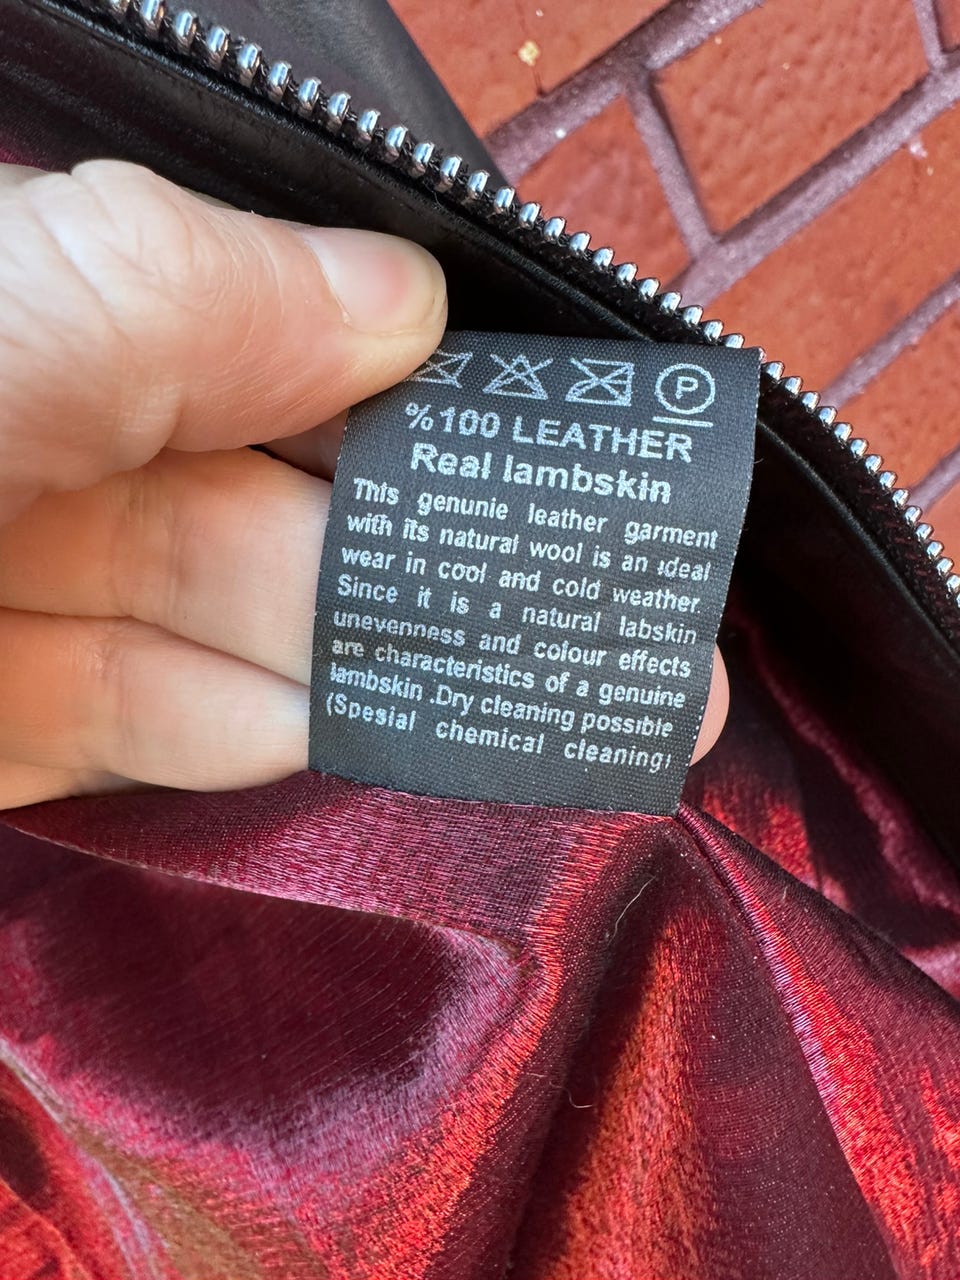 P
%100 LEATHER
Real lambskin
This genunie leather garment
with its natural wool is an ideal
wear in cool and cold weather.
Since it is a natural labskin
unevenness and colour effects
are characteristics of a genuine
lambskin .Dry cleaning possible
(Spesial chemical cleaning)